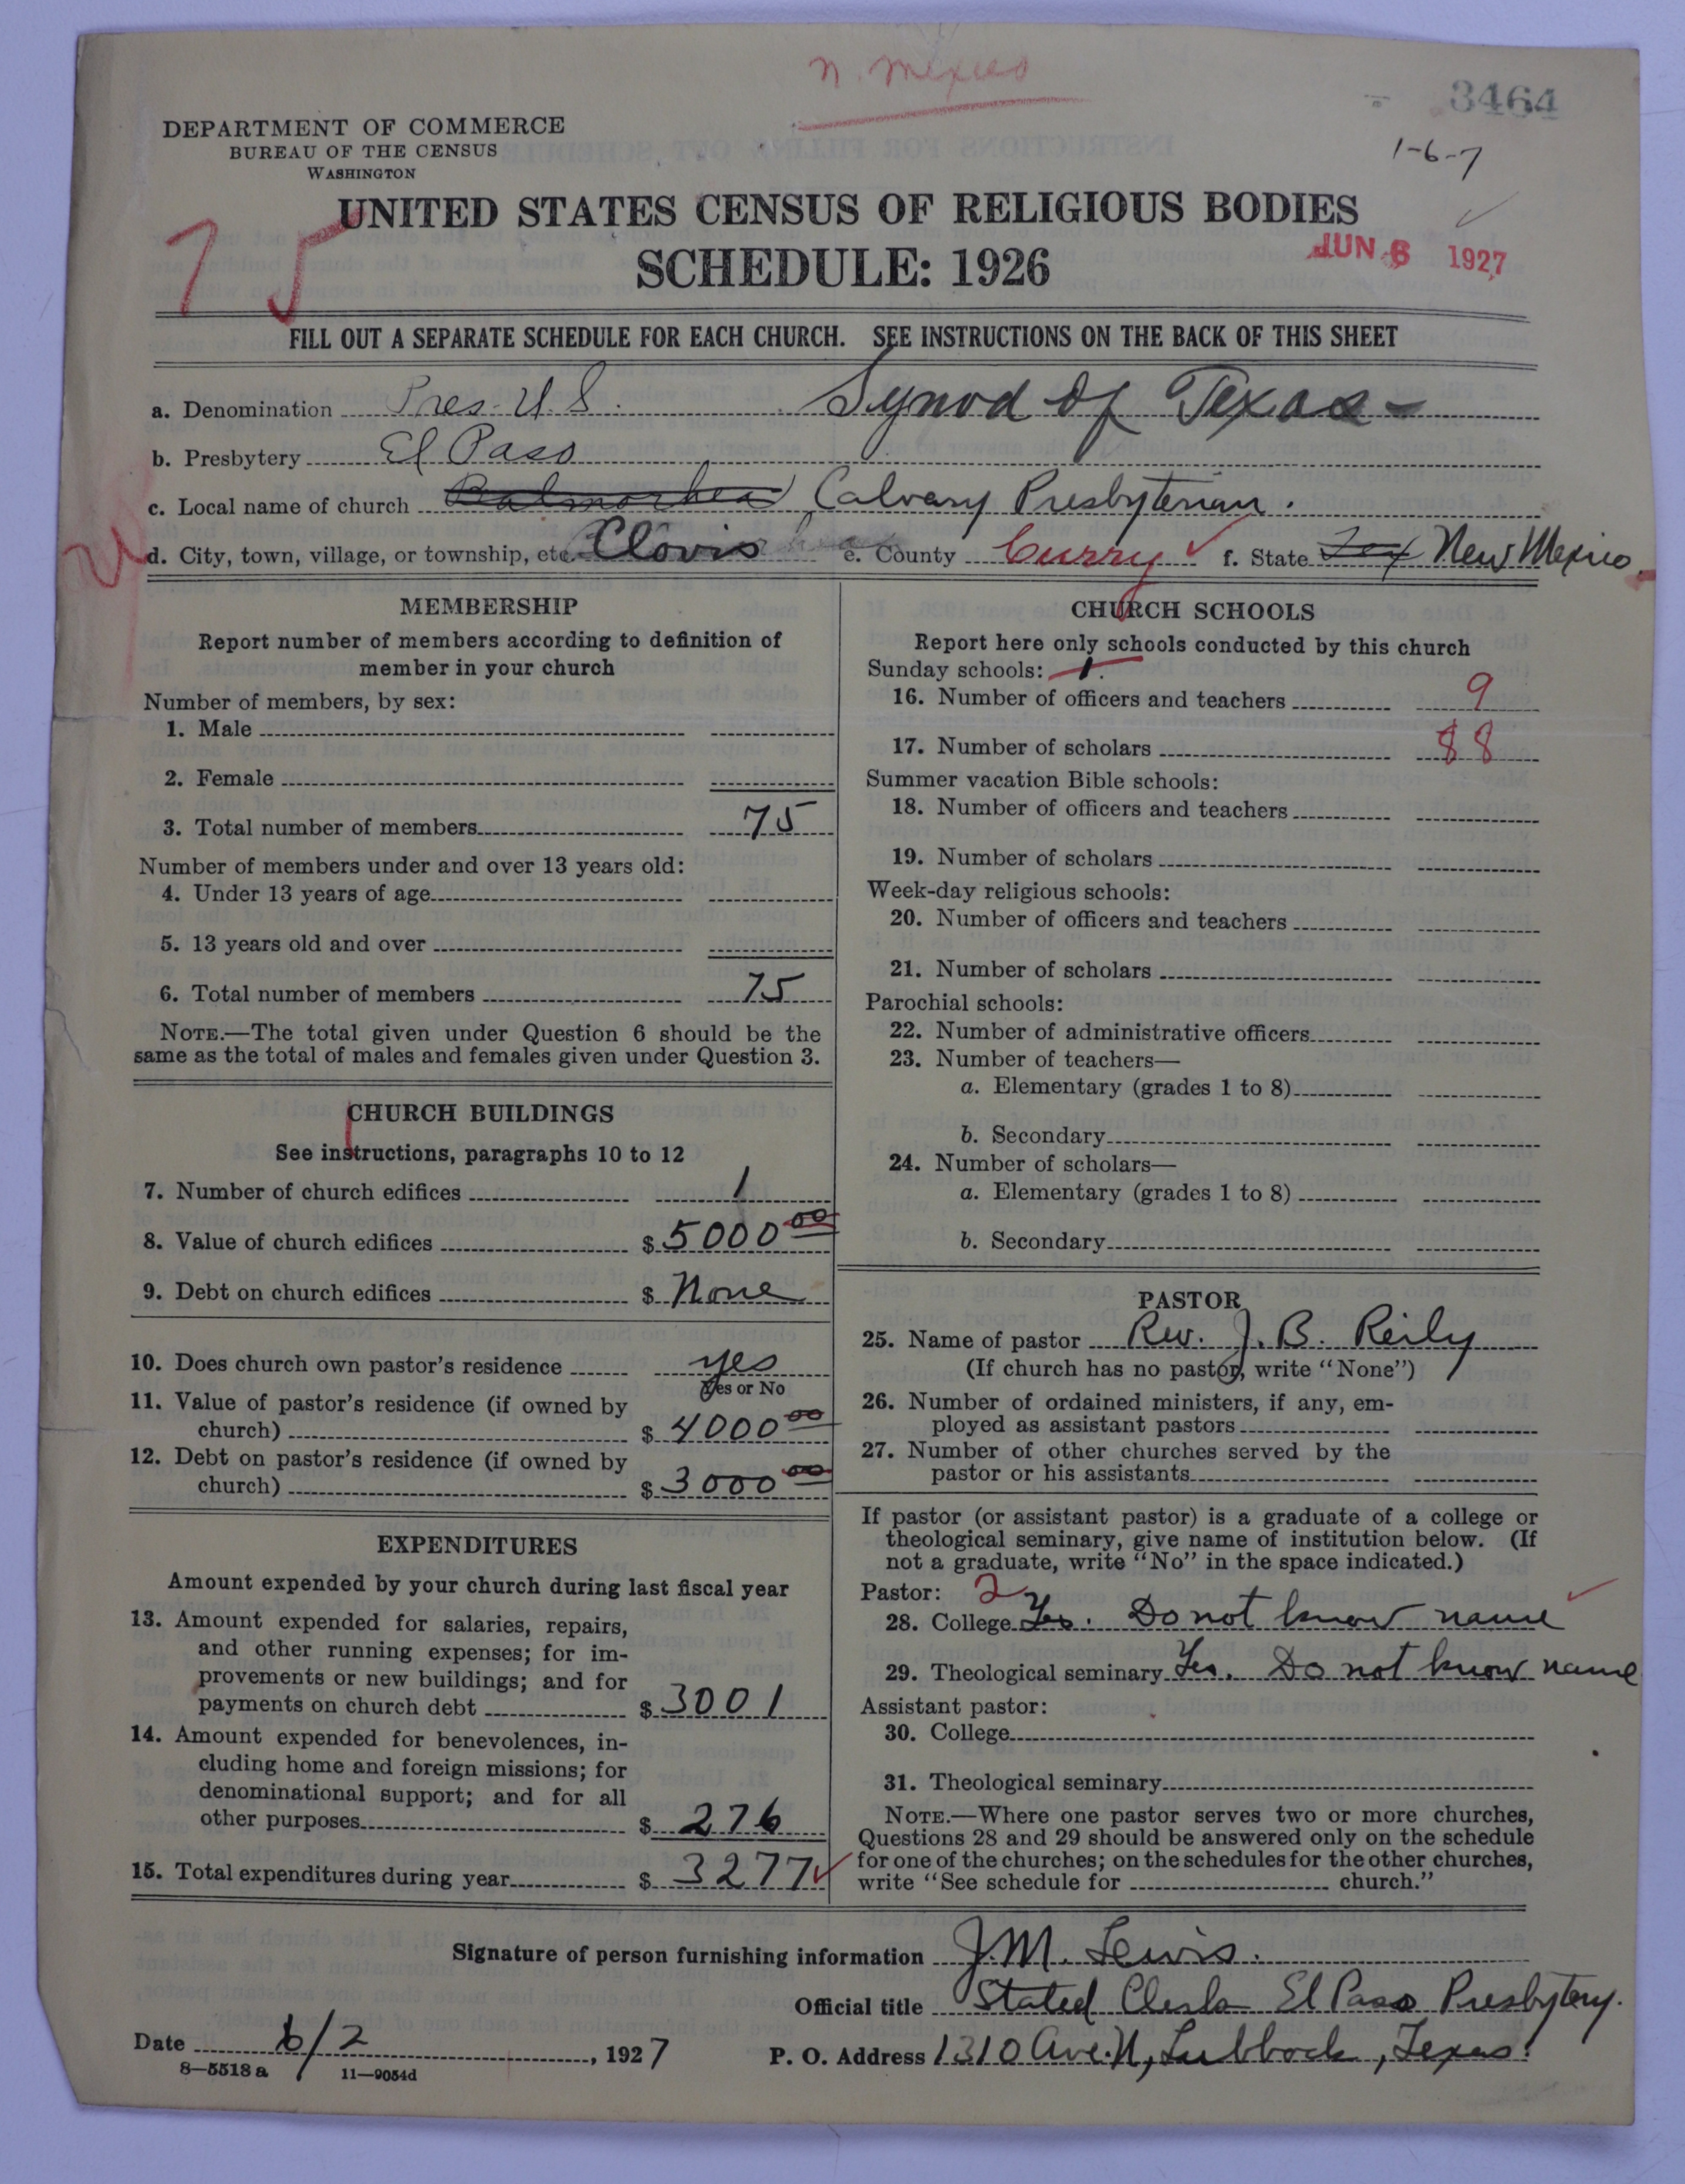 N. Mexico
3464
DEPARTMENT OF COMMERCE
BUREAU OF THE CENSUS
WASHINGTON
1-6-7
UNITED STATES CENSUS OF RELIGIOUS BODIES
SCHEDULE: 1926
JUN 6 1927
75
FILL OUT A SEPARATE SCHEDULE FOR EACH CHURCH. SEE INSTRUCTIONS ON THE BACK OF THIS SHEET
a. Denomination Pres. U.S. Synod of Texas-
b. Presbytery El Paso
c. Local name of church Balmorhea Calvary Presbyterian.
d. City, town, village, or township, etc. Clovis e. County Curry f. State Tex New Mexico.
MEMBERSHIP
Report number of members according to definition of
member in your church
Number of members, by sex:
1. Male
2. Female
3. Total number of members 75
Number of members under and over 13 years old:
4. Under 13 years of age
5. 13 years old and over
6. Total number of members 75
NOTE.—The total given under Question 6 should be the
same as the total of males and females given under Question 3.
CHURCH BUILDINGS
See instructions, paragraphs 10 to 12
7. Number of church edifices 1
8. Value of church edifices $ 5000 00
9. Debt on church edifices $ None
10. Does church own pastor's residence yes
Yes or No
11. Value of pastor's residence (if owned by
church) $ 4000 00
12. Debt on pastor's residence (if owned by
church) $ 3000 00
EXPENDITURES
Amount expended by your church during last fiscal year
13. Amount expended for salaries, repairs,
and other running expenses; for im-
provements or new buildings; and for
payments on church debt $ 3001
14. Amount expended for benevolences, in-
cluding home and foreign missions; for
denominational support; and for all
other purposes $ 276
15. Total expenditures during year $ 3277
CHURCH SCHOOLS
Report here only schools conducted by this church
Sunday schools: 1.
16. Number of officers and teachers 9
17. Number of scholars 88
Summer vacation Bible schools:
18. Number of officers and teachers
19. Number of scholars
Week-day religious schools:
20. Number of officers and teachers
21. Number of scholars
Parochial schools:
22. Number of administrative officers
23. Number of teachers—
a. Elementary (grades 1 to 8)
b. Secondary
24. Number of scholars—
a. Elementary (grades 1 to 8)
b. Secondary
PASTOR
25. Name of pastor Rev. J. B. Reily
(If church has no pastor, write "None")
26. Number of ordained ministers, if any, em-
ployed as assistant pastors
27. Number of other churches served by the
pastor or his assistants
If pastor (or assistant pastor) is a graduate of a college or
theological seminary, give name of institution below. (If
not a graduate, write "No" in the space indicated.)
Pastor: 2
28. College Yes. Do not know name
29. Theological seminary Yes. Do not know name
Assistant pastor:
30. College
31. Theological seminary
NOTE.—Where one pastor serves two or more churches,
Questions 28 and 29 should be answered only on the schedule
for one of the churches; on the schedules for the other churches,
write "See schedule for church."
Signature of person furnishing information J.M. Lewis.
Official title Stated Clerk El Paso Presbytery.
Date 6/2, 1927 P. O. Address 1310 Ave. N, Lubbock, Texas.
8—5518 a 11—9054d